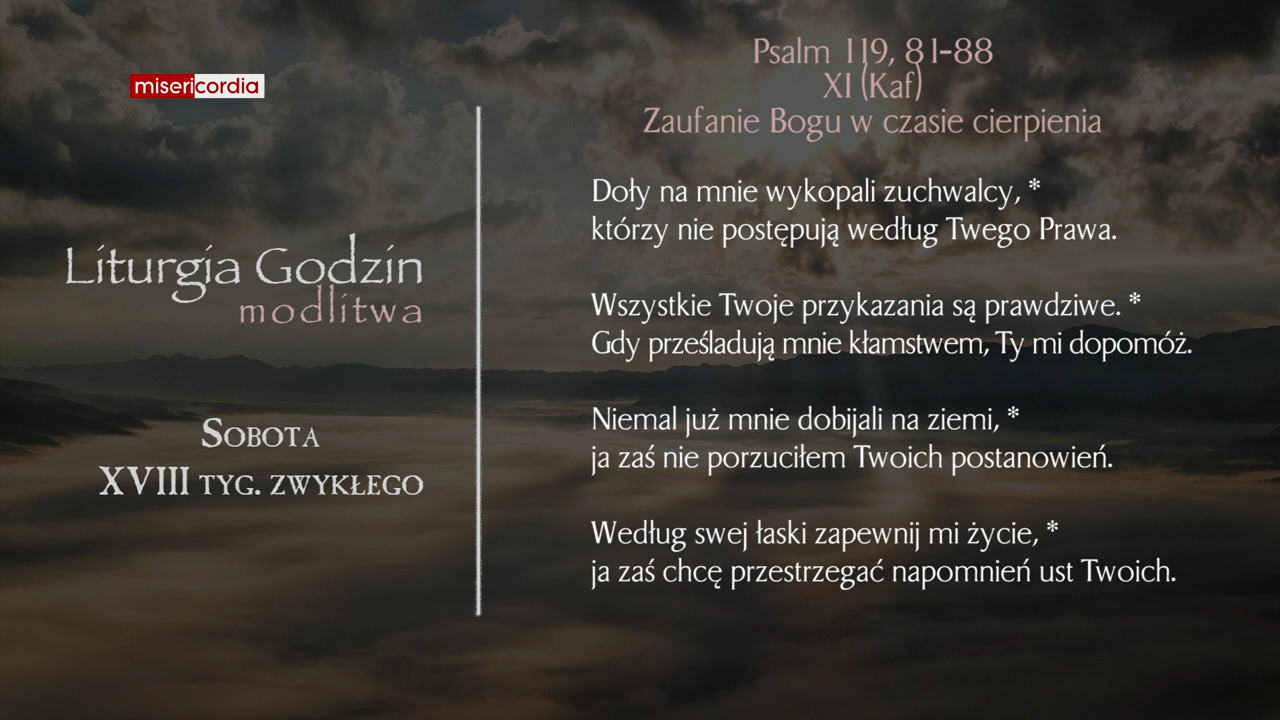 misericordia
Liturgia Godzin
modlitwa
Sobota
XVIII tyg. zwykłego
Psalm 119, 81-88
XI (Kaf)
Zaufanie Bogu w czasie cierpienia
Doły na mnie wykopali zuchwalcy, *
którzy nie postępują według Twego Prawa.
Wszystkie Twoje przykazania są prawdziwe. *
Gdy prześladują mnie kłamstwem, Ty mi dopomóż.
Niemal już mnie dobijali na ziemi, *
ja zaś nie porzuciłem Twoich postanowień.
Według swej łaski zapewnij mi życie, *
ja zaś chcę przestrzegać napomnień ust Twoich.